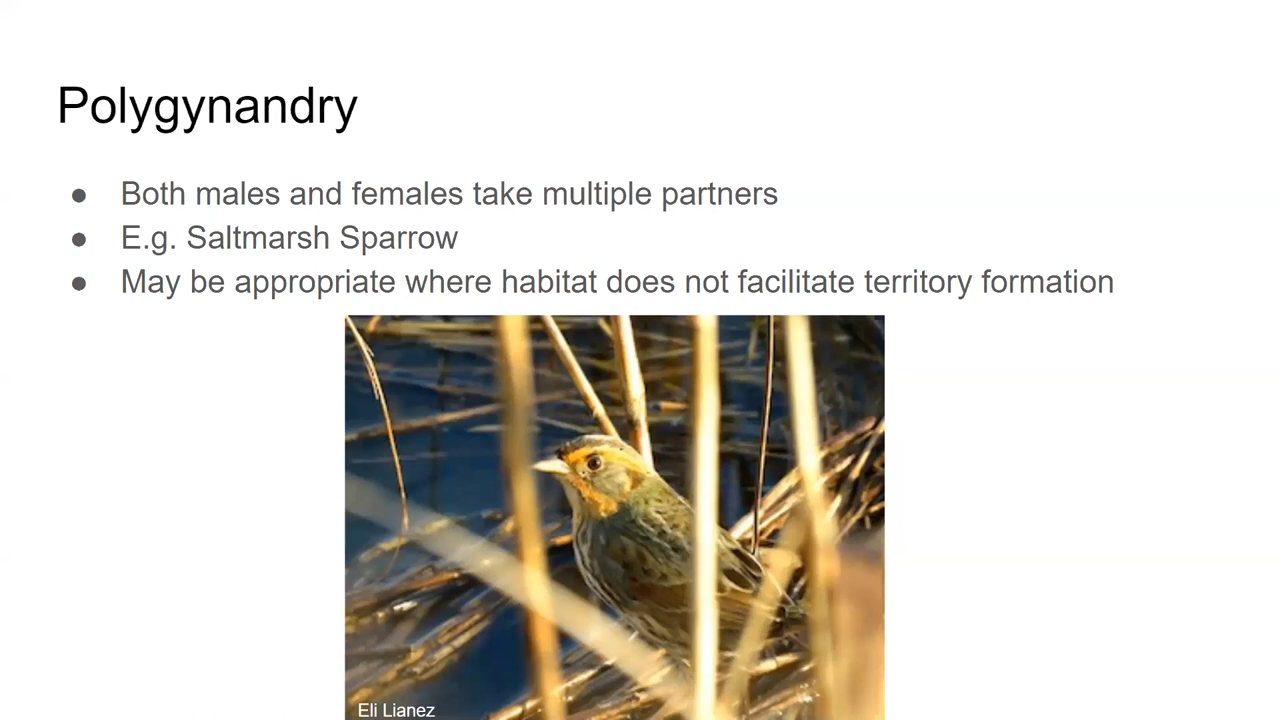 Polygynandry
● Both males and females take multiple partners
● E.g. Saltmarsh Sparrow
● May be appropriate where habitat does not facilitate territory formation
Eli Lianez